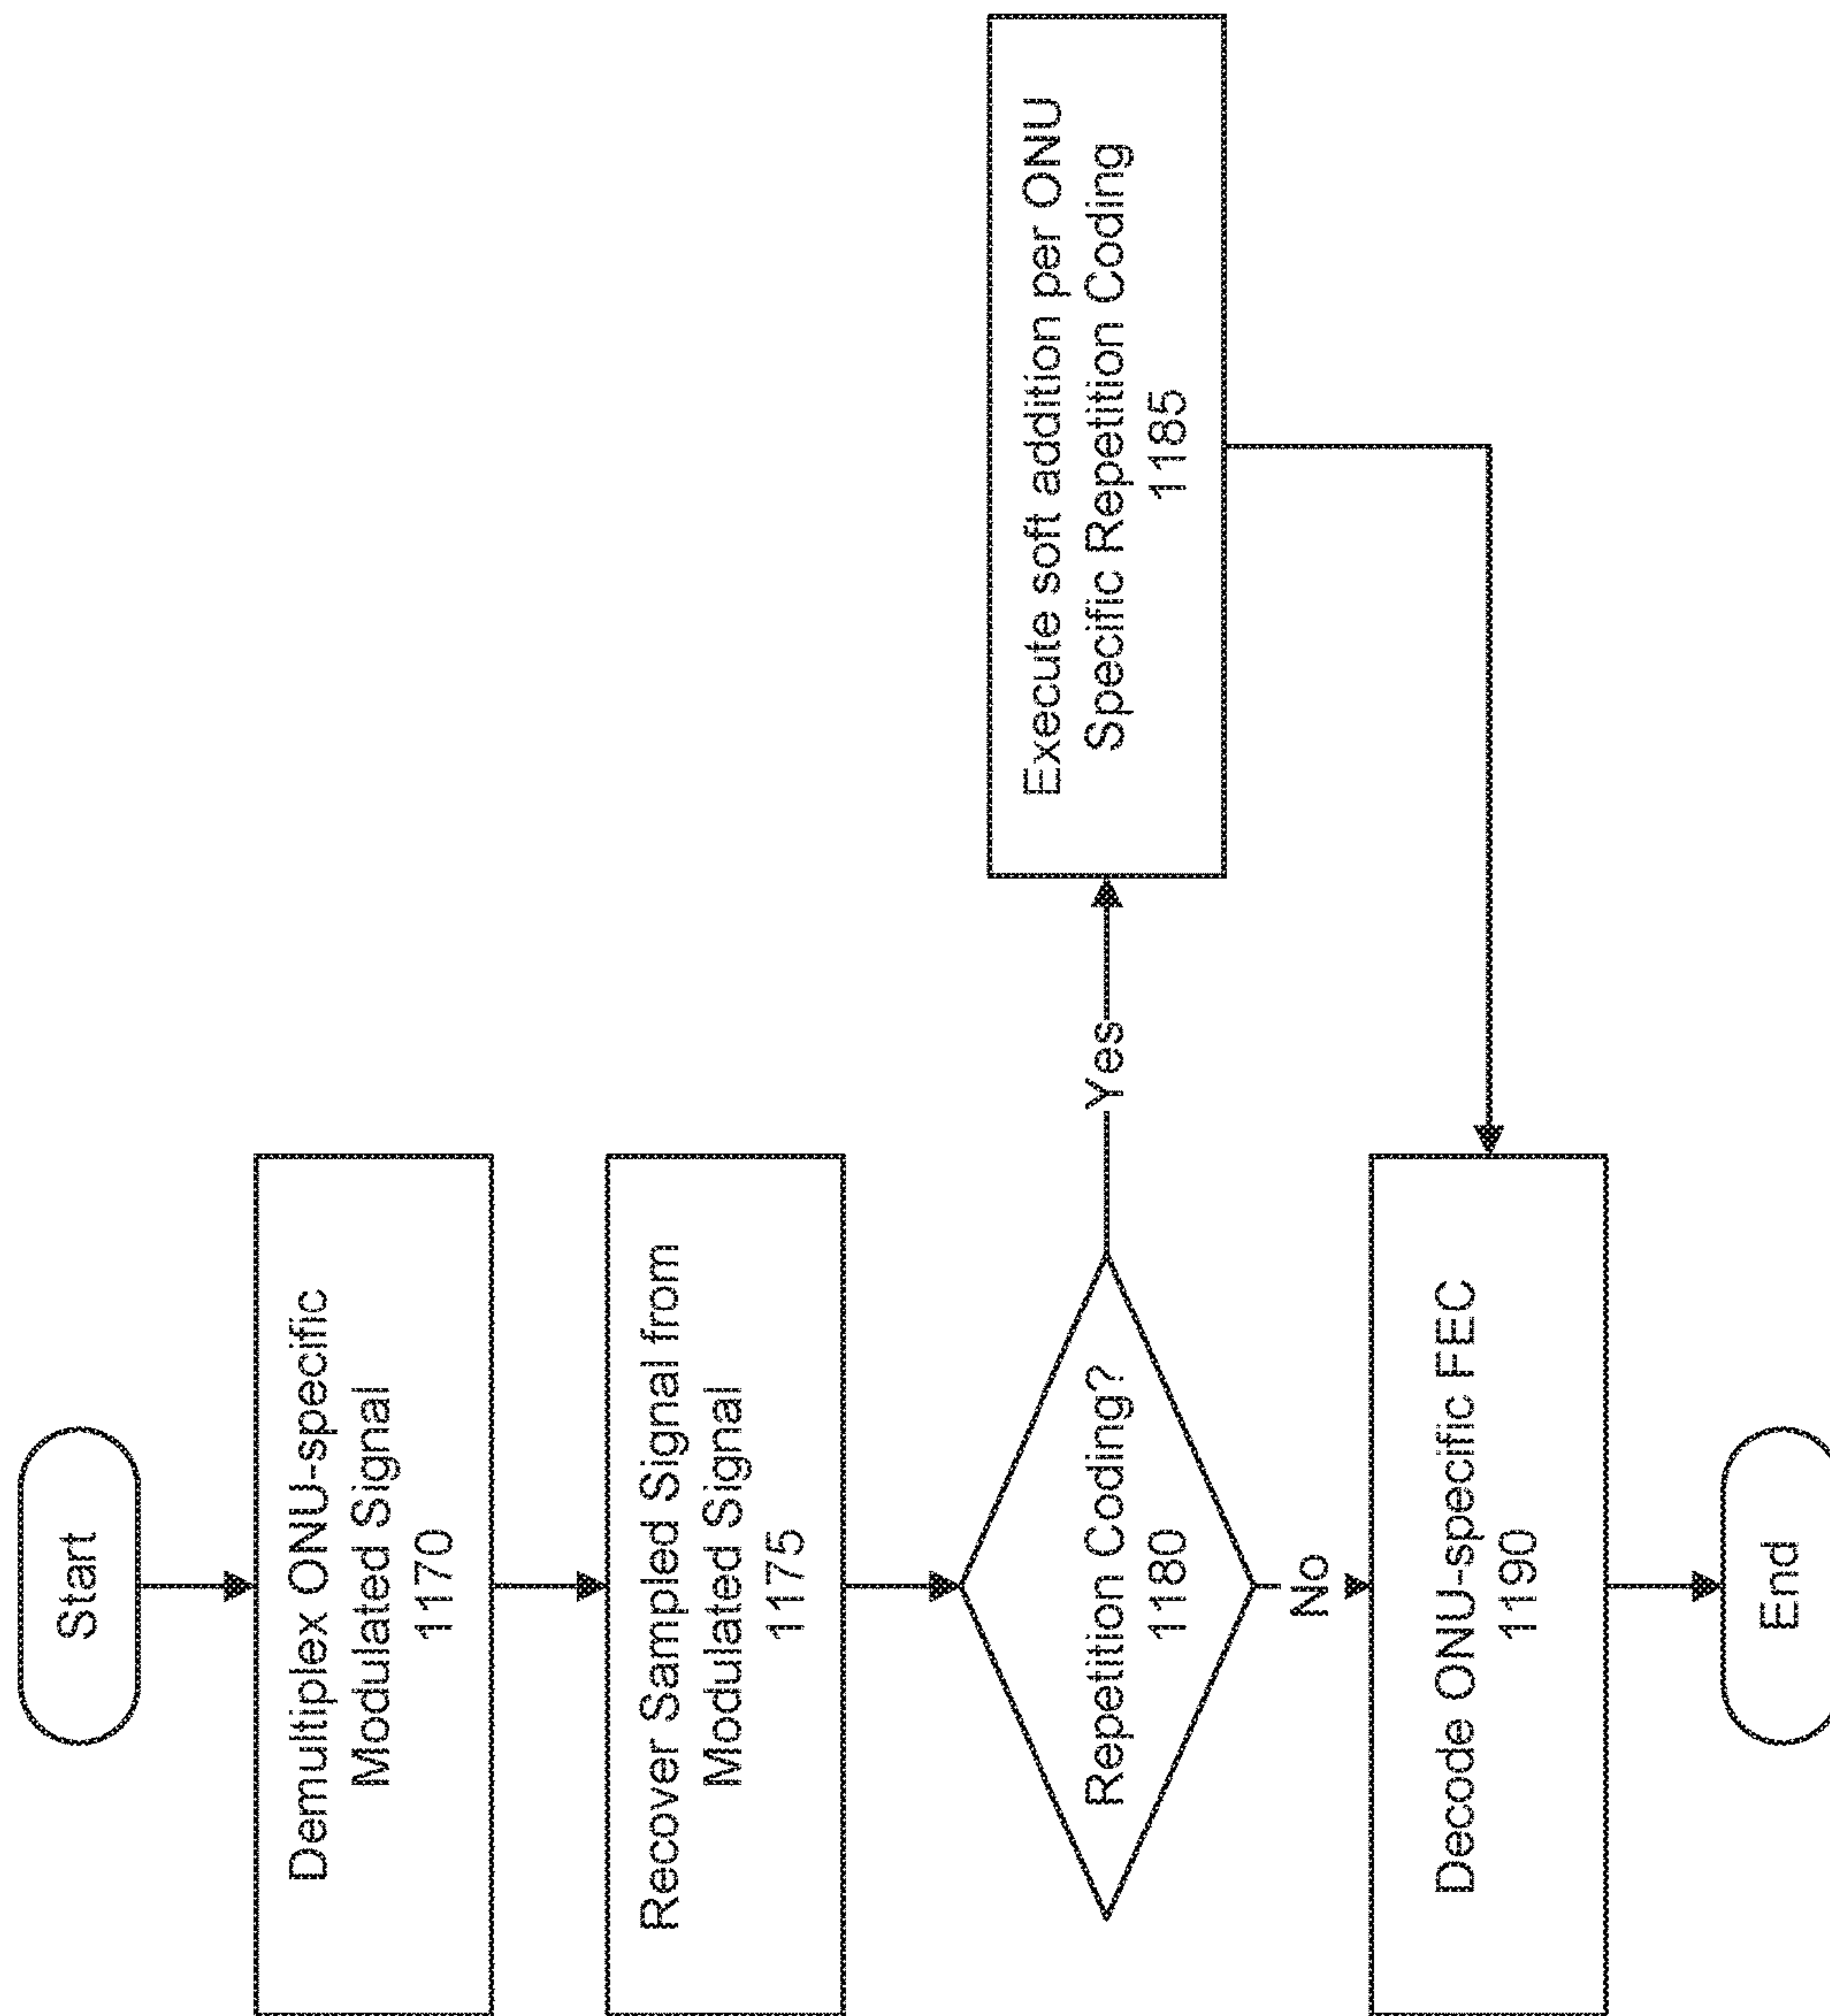 Start
Demultiplex ONU-specific
Modulated Signal
1170
Recover Sampled Signal from
Modulated Signal
1175
Repetition Coding?
1180
Yes
Execute soft addition per ONU
Specific Repetition Coding
1185
No
Decode ONU-specific FEC
1190
End